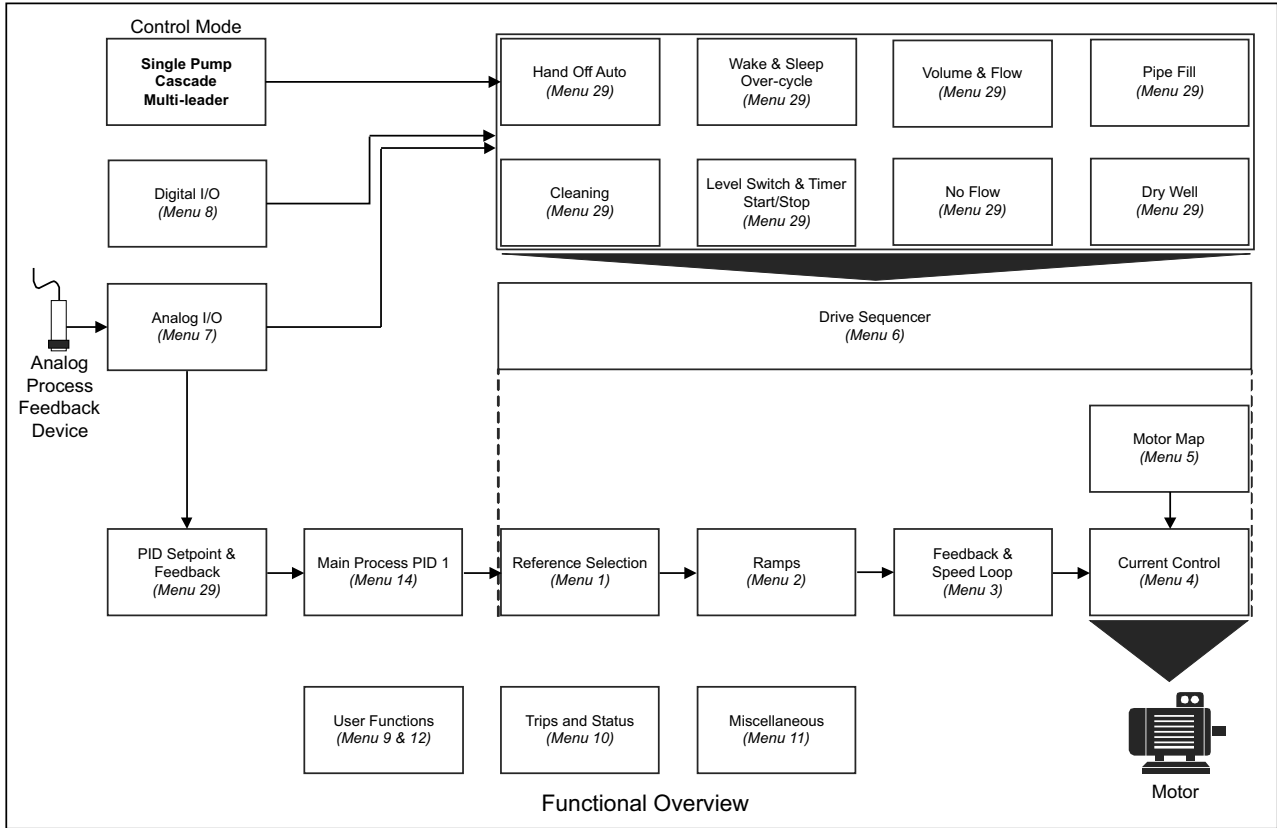 Control Mode
Single Pump
Cascade
Multi-leader
Hand Off Auto
(Menu 29)
Wake & Sleep
Over-cycle
(Menu 29)
Volume & Flow
(Menu 29)
Pipe Fill
(Menu 29)
Digital I/O
(Menu 8)
Cleaning
(Menu 29)
Level Switch & Timer
Start/Stop
(Menu 29)
No Flow
(Menu 29)
Dry Well
(Menu 29)
Analog I/O
(Menu 7)
Analog
Process
Feedback
Device
Drive Sequencer
(Menu 6)
Motor Map
(Menu 5)
PID Setpoint &
Feedback
(Menu 29)
Main Process PID 1
(Menu 14)
Reference Selection
(Menu 1)
Ramps
(Menu 2)
Feedback &
Speed Loop
(Menu 3)
Current Control
(Menu 4)
User Functions
(Menu 9 & 12)
Trips and Status
(Menu 10)
Miscellaneous
(Menu 11)
Motor
Functional Overview